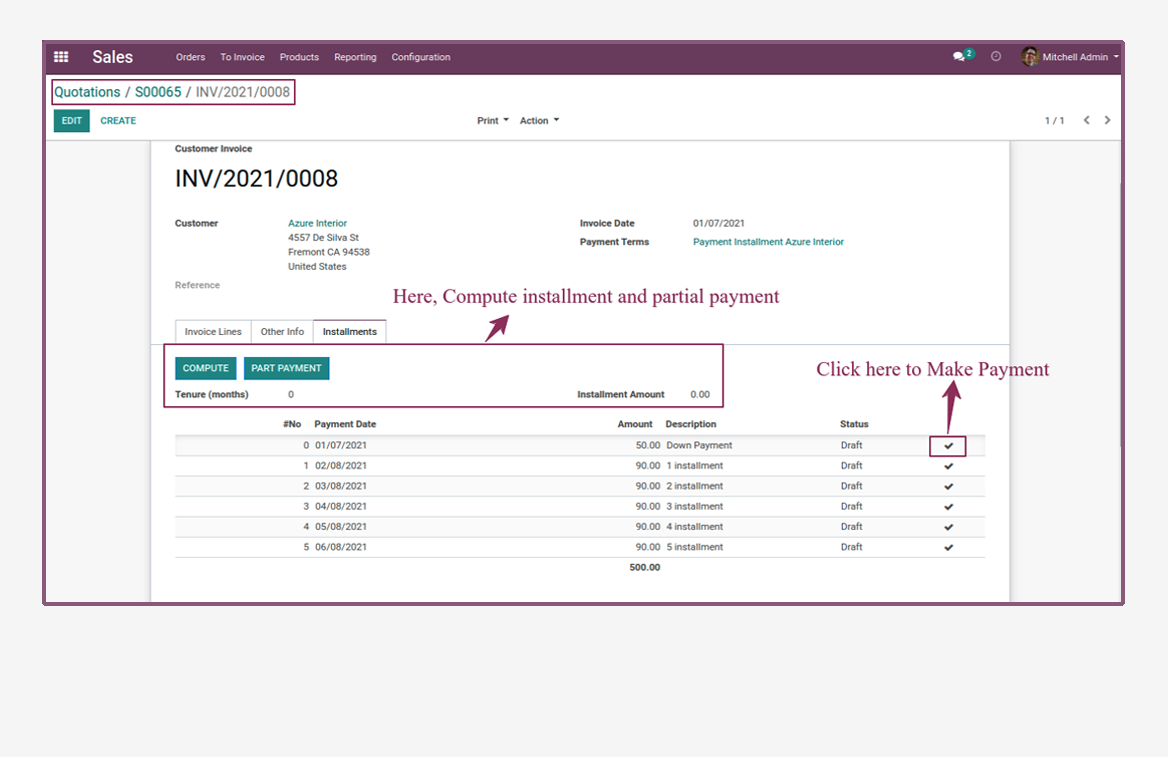 Sales Orders To Invoice Products Reporting Configuration 2 Mitchell Admin
Quotations / S00065 / INV/2021/0008
EDIT CREATE Print Action 1 / 1
Customer Invoice
INV/2021/0008
Customer Azure Interior Invoice Date 01/07/2021
4557 De Silva St
Payment Terms Payment Installment Azure Interior
Fremont CA 94538
United States
Reference
Here, Compute installment and partial payment
Invoice Lines Other Info Installments
COMPUTE PART PAYMENT
Click here to Make Payment
Tenure (months) 0 Installment Amount 0.00
#No Payment Date Amount Description Status
0 01/07/2021 50.00 Down Payment Draft
1 02/08/2021 90.00 1 installment Draft
2 03/08/2021 90.00 2 installment Draft
3 04/08/2021 90.00 3 installment Draft
4 05/08/2021 90.00 4 installment Draft
5 06/08/2021 90.00 5 installment Draft
500.00